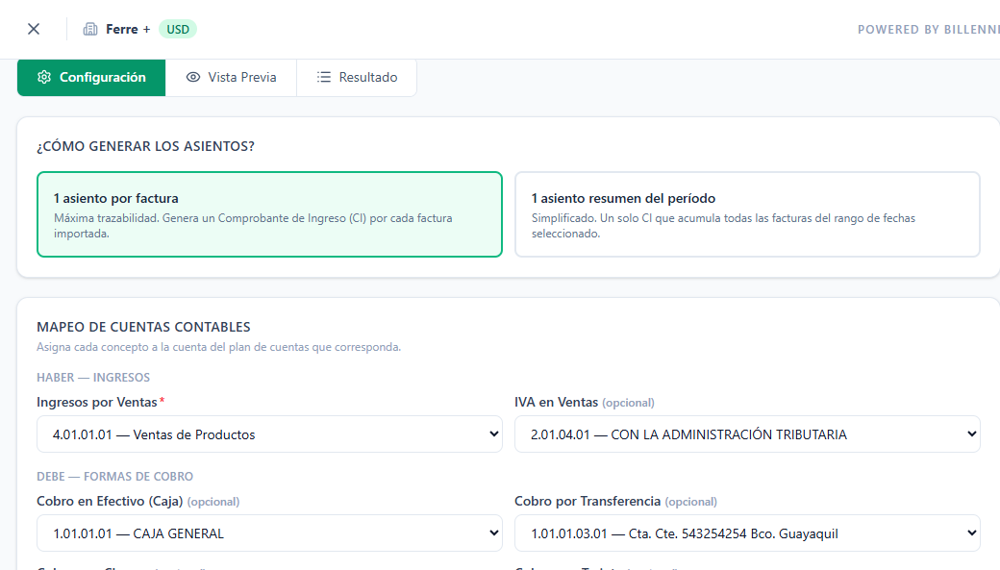 Ferre + USD
POWERED BY
Configuración
Vista Previa
Resultado
¿CÓMO GENERAR LOS ASIENTOS?
1 asiento por factura
Máxima trazabilidad. Genera un Comprobante de Ingreso (CI) por cada factura
importada.
1 asiento resumen del período
Simplificado. Un solo CI que acumula todas las facturas del rango de fechas
seleccionado.
MAPEO DE CUENTAS CONTABLES
Asigna cada concepto a la cuenta del plan de cuentas que corresponda.
HABER — INGRESOS
Ingresos por Ventas*
4.01.01.01 — Ventas de Productos
IVA en Ventas (opcional)
2.01.04.01 — CON LA ADMINISTRACIÓN TRIBUTARIA
DEBE — FORMAS DE COBRO
Cobro en Efectivo (Caja) (opcional)
1.01.01.01 — CAJA GENERAL
Cobro por Transferencia (opcional)
1.01.01.03.01 — Cta. Cte. 543254254 Bco. Guayaquil